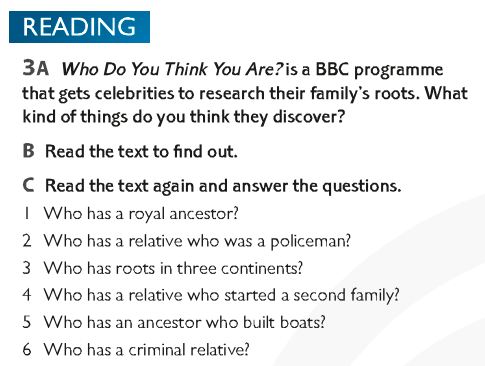 READING
3A Who Do You Think You Are? is a BBC programme
that gets celebrities to research their family's roots. What
kind of things do you think they discover?
B Read the text to find out.
C Read the text again and answer the questions.
1 Who has a royal ancestor?
2 Who has a relative who was a policeman?
3 Who has roots in three continents?
4 Who has a relative who started a second family?
5 Who has an ancestor who built boats?
6 Who has a criminal relative?